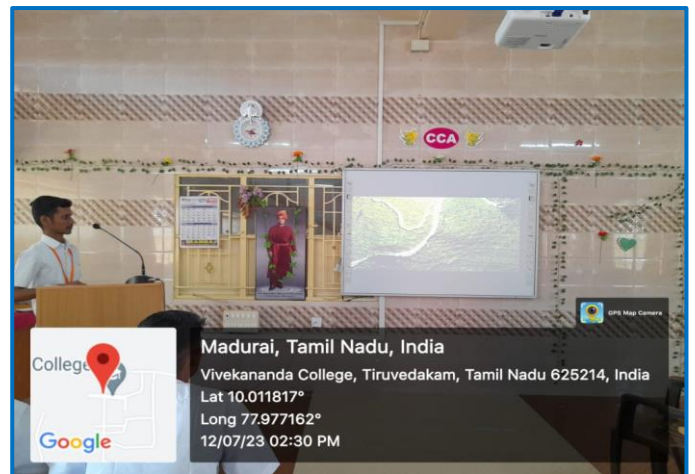 CCA
GPS Map Camera
College
Google
Madurai, Tamil Nadu, India
Vivekananda College, Tiruvedakam, Tamil Nadu 625214, India
Lat 10.011817°
Long 77.977162°
12/07/23 02:30 PM